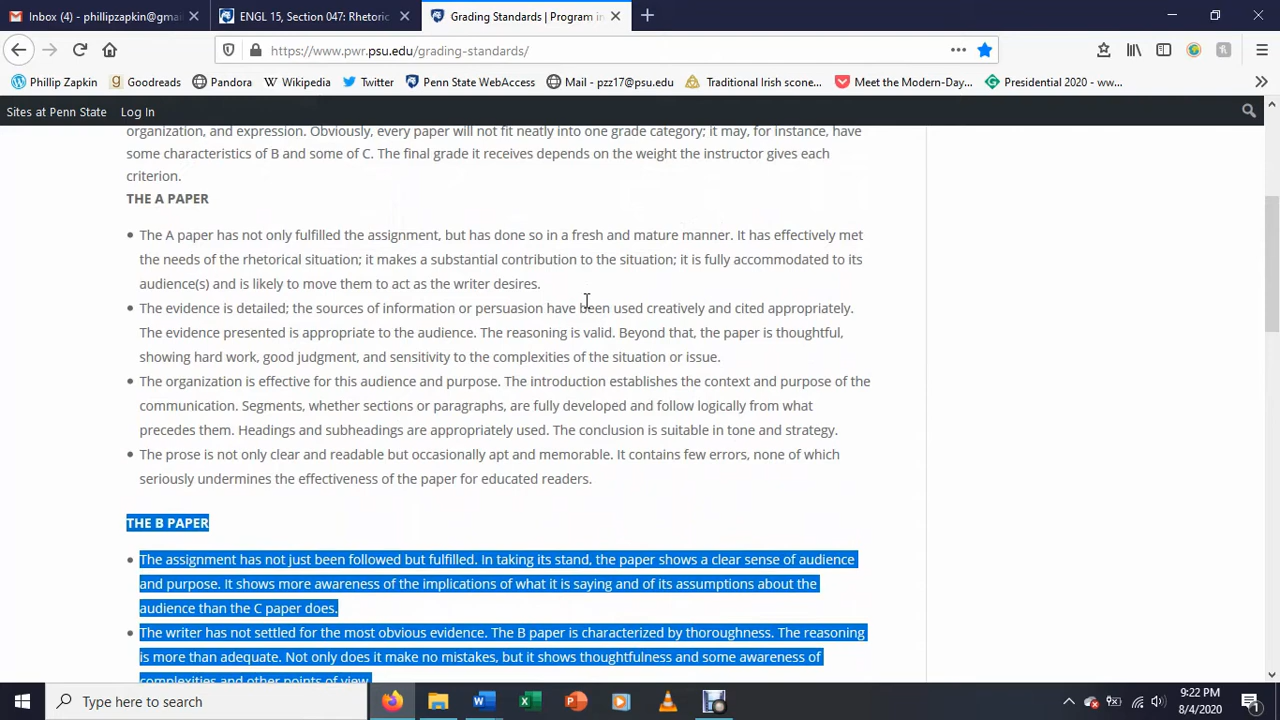 Inbox (4) - phillipzapkin@gmai
ENGL 15, Section 047: Rhetoric
Grading Standards | Program in
https://www.pwr.psu.edu/grading-standards/
Phillip Zapkin
Goodreads
Pandora
Wikipedia
Twitter
Penn State WebAccess
Mail - pzz17@psu.edu
Traditional Irish scone...
Meet the Modern-Day...
Presidential 2020 - ww...
Sites at Penn State
Log In
organization, and expression. Obviously, every paper will not fit neatly into one grade category; it may, for instance, have
some characteristics of B and some of C. The final grade it receives depends on the weight the instructor gives each
criterion.
THE A PAPER
The A paper has not only fulfilled the assignment, but has done so in a fresh and mature manner. It has effectively met
the needs of the rhetorical situation; it makes a substantial contribution to the situation; it is fully accommodated to its
audience(s) and is likely to move them to act as the writer desires.
The evidence is detailed; the sources of information or persuasion have been used creatively and cited appropriately.
The evidence presented is appropriate to the audience. The reasoning is valid. Beyond that, the paper is thoughtful,
showing hard work, good judgment, and sensitivity to the complexities of the situation or issue.
The organization is effective for this audience and purpose. The introduction establishes the context and purpose of the
communication. Segments, whether sections or paragraphs, are fully developed and follow logically from what
precedes them. Headings and subheadings are appropriately used. The conclusion is suitable in tone and strategy.
The prose is not only clear and readable but occasionally apt and memorable. It contains few errors, none of which
seriously undermines the effectiveness of the paper for educated readers.
THE B PAPER
The assignment has not just been followed but fulfilled. In taking its stand, the paper shows a clear sense of audience
and purpose. It shows more awareness of the implications of what it is saying and of its assumptions about the
audience than the C paper does.
The writer has not settled for the most obvious evidence. The B paper is characterized by thoroughness. The reasoning
is more than adequate. Not only does it make no mistakes, but it shows thoughtfulness and some awareness of
complexities and other points of view.
Type here to search
9:22 PM
8/4/2020